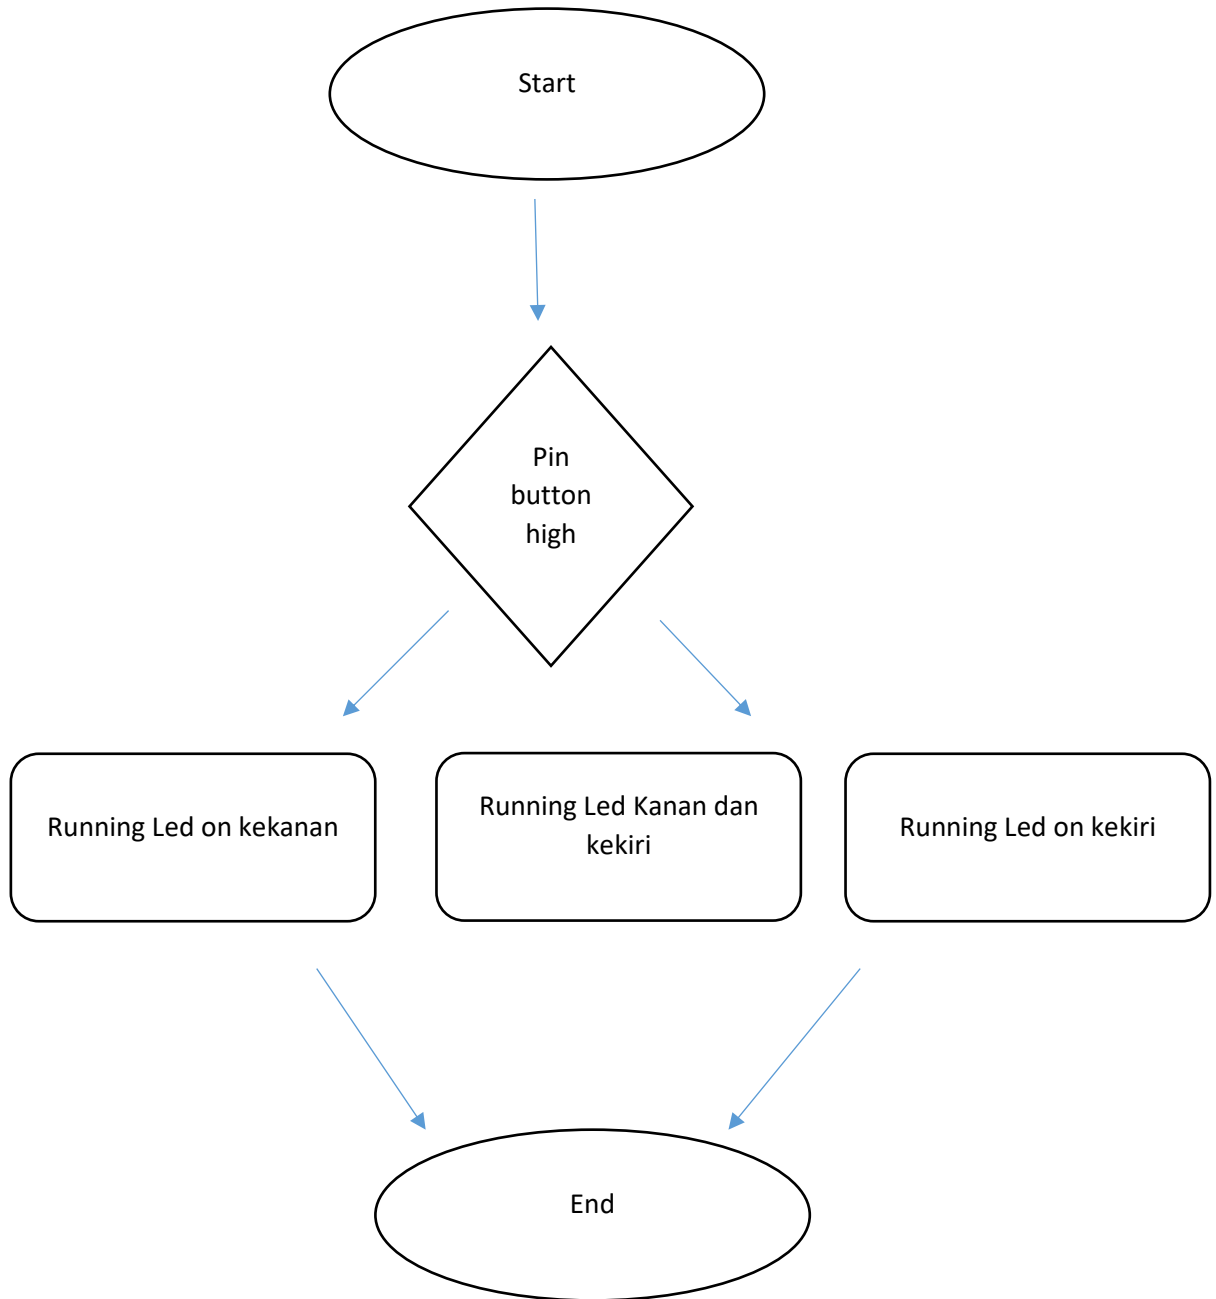 Start
Pin
button
high
Running Led on kekanan
Running Led Kanan dan
kekiri
Running Led on kekiri
End